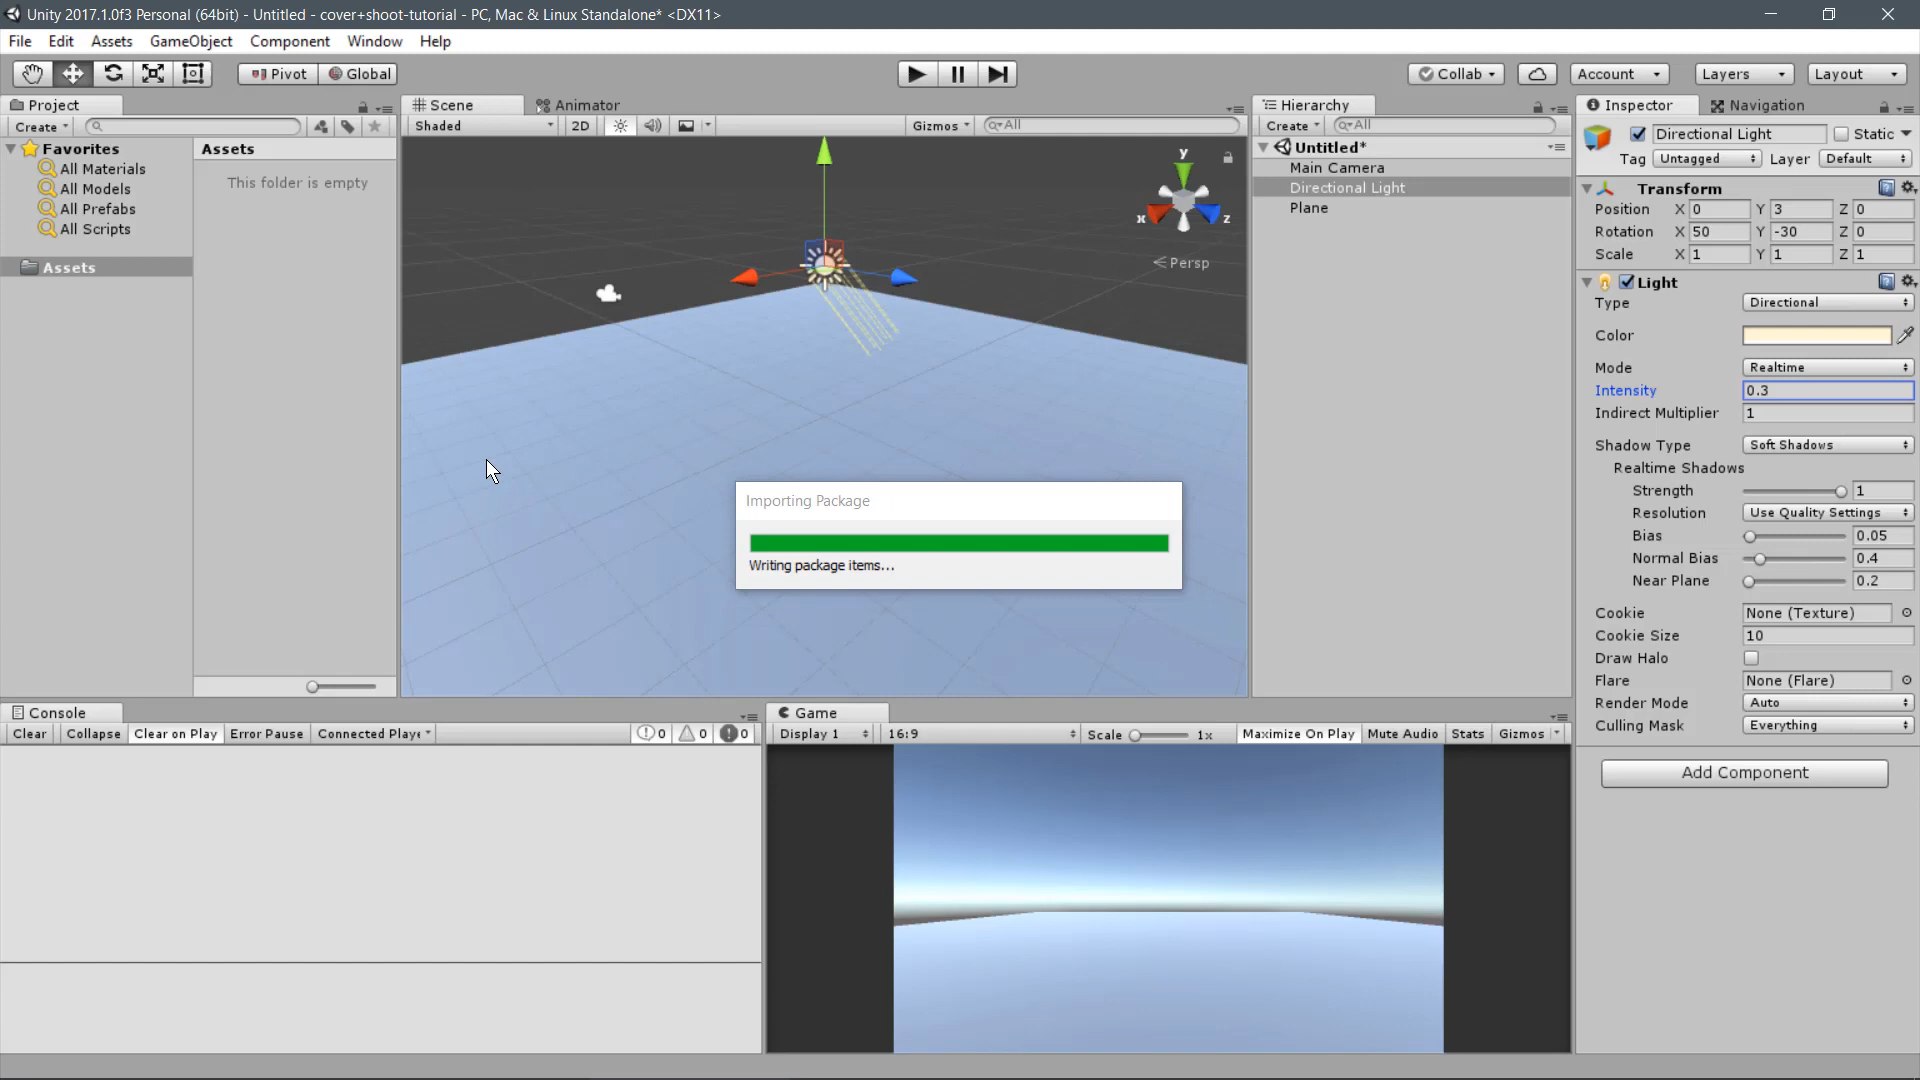 Unity 2017.1.0f3 Personal (64bit) - Untitled - cover+shoot-tutorial - PC, Mac & Linux Standalone* <DX11>
File Edit Assets GameObject Component Window Help
Pivot Global Collab Account Layers Layout
Project
Create
Favorites
All Materials
All Models
All Prefabs
All Scripts
Assets
Assets
This folder is empty
Scene Animator
Shaded 2D Gizmos All
y
x z
Persp
Importing Package
Writing package items...
Hierarchy
Create All
Untitled*
Main Camera
Directional Light
Plane
Inspector Navigation
Directional Light Static
Tag Untagged Layer Default
Transform
Position X 0 Y 3 Z 0
Rotation X 50 Y -30 Z 0
Scale X 1 Y 1 Z 1
Light
Type Directional
Color
Mode Realtime
Intensity 0.3
Indirect Multiplier 1
Shadow Type Soft Shadows
Realtime Shadows
Strength 1
Resolution Use Quality Settings
Bias 0.05
Normal Bias 0.4
Near Plane 0.2
Cookie None (Texture)
Cookie Size 10
Draw Halo
Flare None (Flare)
Render Mode Auto
Culling Mask Everything
Add Component
Console
Clear Collapse Clear on Play Error Pause Connected Playe 0 0 0
Game
Display 1 16:9 Scale 1x Maximize On Play Mute Audio Stats Gizmos